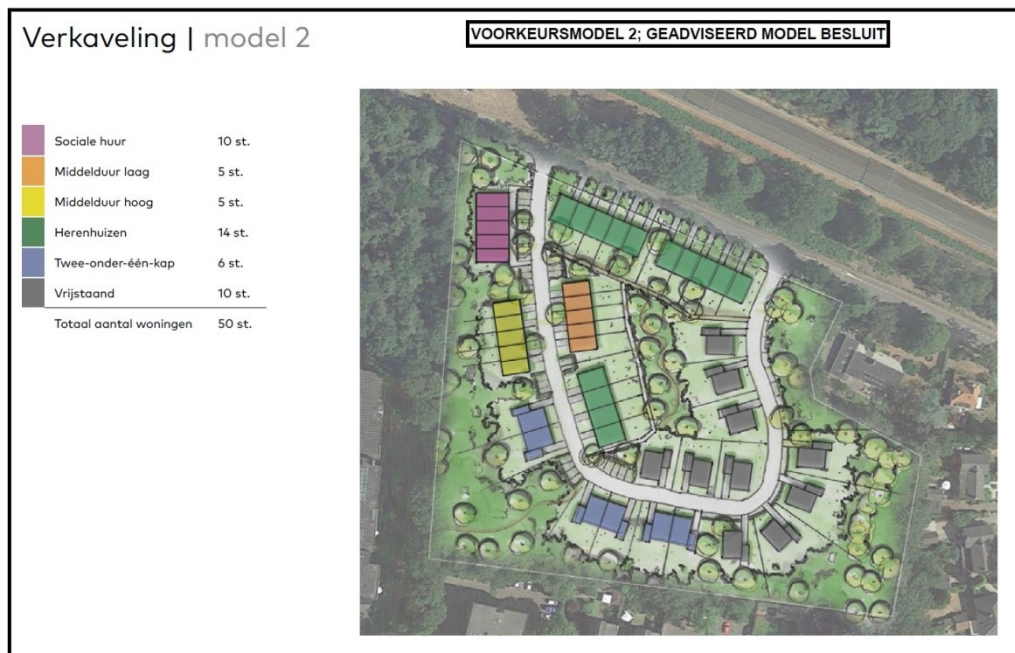 Verkaveling | model 2
VOORKEURSMODEL 2; GEADVISEERD MODEL BESLUIT
Sociale huur 10 st.
Middelduur laag 5 st.
Middelduur hoog 5 st.
Herenhuizen 14 st.
Twee-onder-één-kap 6 st.
Vrijstaand 10 st.
Totaal aantal woningen 50 st.